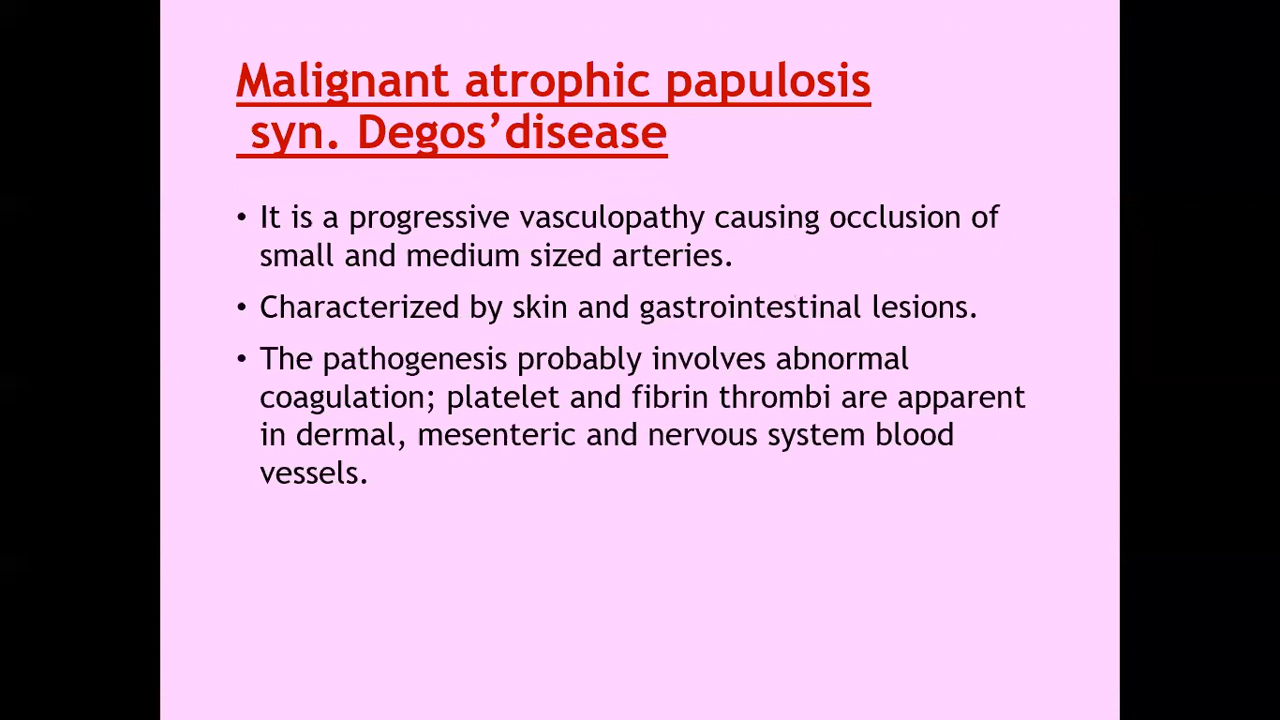 Malignant atrophic papulosis
syn. Degos’disease
• It is a progressive vasculopathy causing occlusion of
small and medium sized arteries.
• Characterized by skin and gastrointestinal lesions.
• The pathogenesis probably involves abnormal
coagulation; platelet and fibrin thrombi are apparent
in dermal, mesenteric and nervous system blood
vessels.